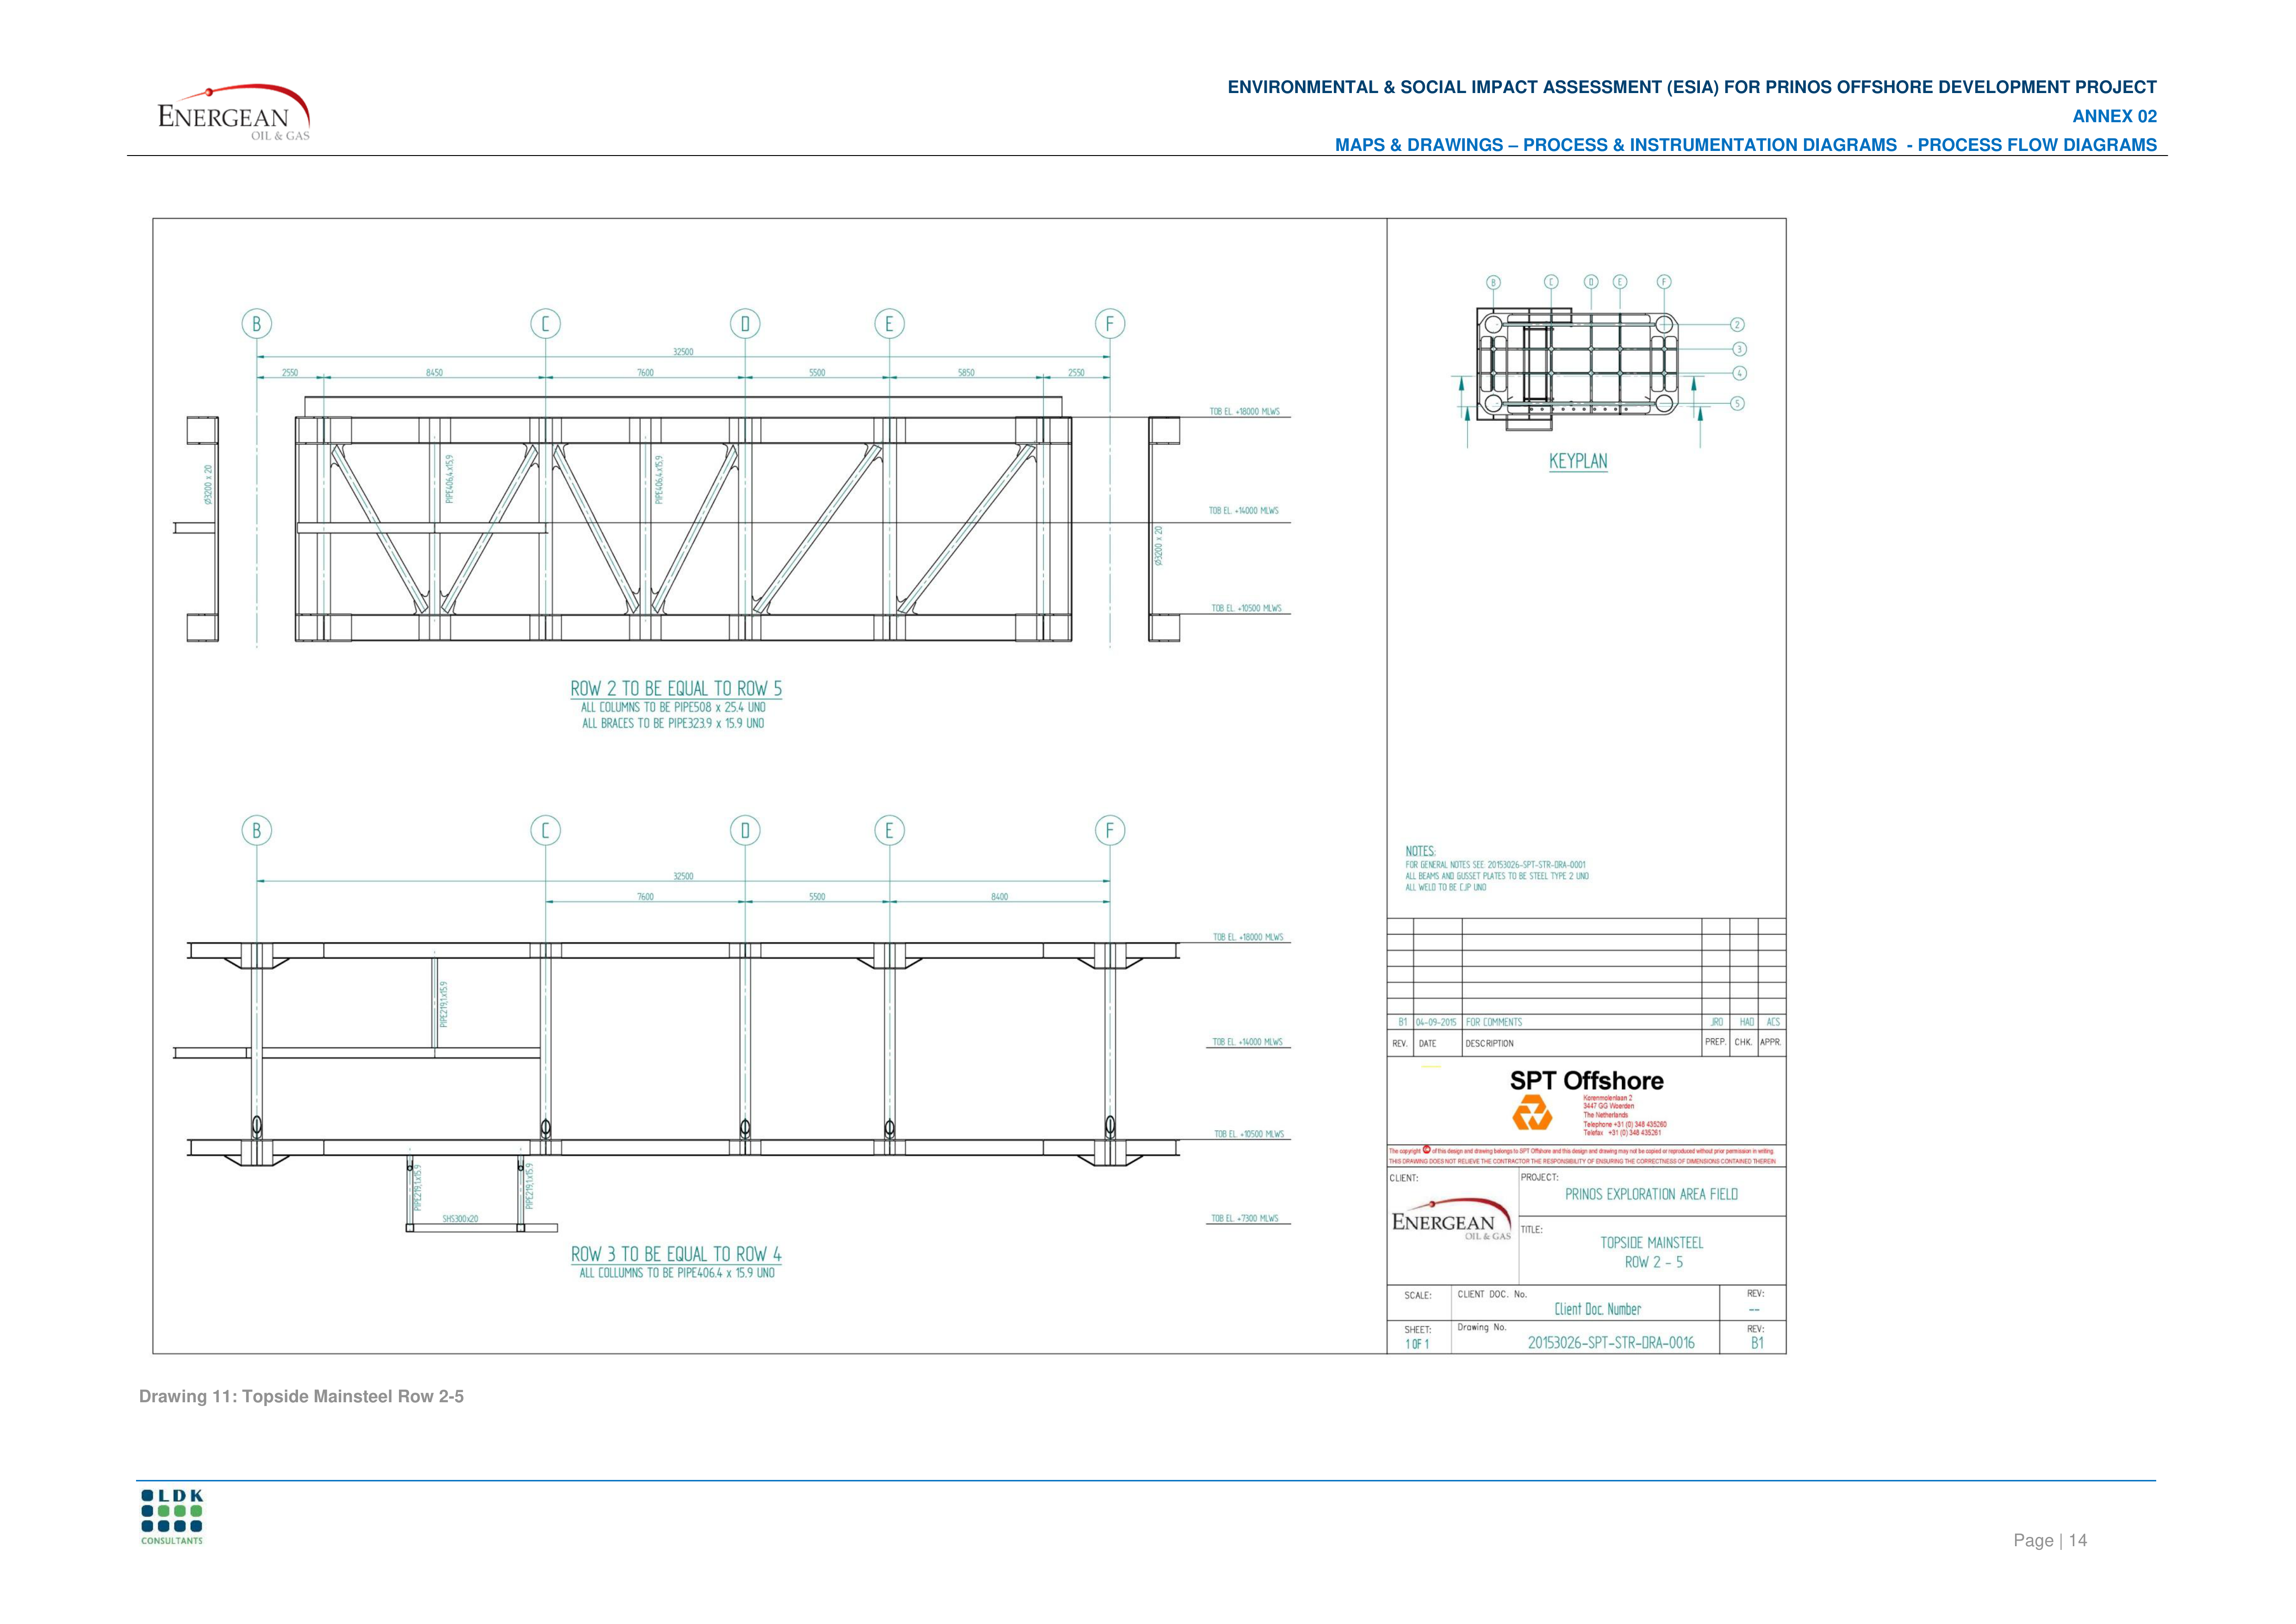 ENERGEAN
OIL & GAS
ENVIRONMENTAL & SOCIAL IMPACT ASSESSMENT (ESIA) FOR PRINOS OFFSHORE DEVELOPMENT PROJECT
ANNEX 02
MAPS & DRAWINGS – PROCESS & INSTRUMENTATION DIAGRAMS - PROCESS FLOW DIAGRAMS
B C D E F
32500
2550 8450 7600 5500 5850 2550
TOB EL. +18000 MLWS
Ø3200 x 20
PIPE406,4x15,9
PIPE406,4x15,9
TOB EL. +14000 MLWS
Ø3200 x 20
TOB EL. +10500 MLWS
ROW 2 TO BE EQUAL TO ROW 5
ALL COLUMNS TO BE PIPE508 x 25.4 UNO
ALL BRACES TO BE PIPE323.9 x 15.9 UNO
B C D E F
32500
7600 5500 8400
TOB EL. +18000 MLWS
PIPE219,1x15.9
TOB EL. +14000 MLWS
TOB EL. +10500 MLWS
PIPE219,1x15.9
PIPE219,1x15.9
SHS300x20
TOB EL. +7300 MLWS
ROW 3 TO BE EQUAL TO ROW 4
ALL COLLUMNS TO BE PIPE406.4 x 15.9 UNO
B C D E F
2
3
4
5
KEYPLAN
NOTES:
FOR GENERAL NOTES SEE: 20153026-SPT-STR-DRA-0001
ALL BEAMS AND GUSSET PLATES TO BE STEEL TYPE 2 UNO
ALL WELD TO BE CJP UNO
B1 04-09-2015 FOR COMMENTS JRO HAD ACS
REV. DATE DESCRIPTION PREP. CHK. APPR.
SPT Offshore
Korenmolenlaan 2
3447 GG Woerden
The Netherlands
Telephone +31 (0) 348 435260
Telefax +31 (0) 348 435261
The copyright of this design and drawing belongs to SPT Offshore and this design and drawing may not be copied or reproduced without prior permission in writing.
THIS DRAWING DOES NOT RELIEVE THE CONTRACTOR THE RESPONSIBILITY OF ENSURING THE CORRECTNESS OF DIMENSIONS CONTAINED THEREIN
CLIENT:
ENERGEAN
OIL & GAS
PROJECT:
PRINOS EXPLORATION AREA FIELD
TITLE:
TOPSIDE MAINSTEEL
ROW 2 - 5
SCALE: CLIENT DOC. No. REV:
Client Doc. Number --
SHEET: Drawing No. REV:
1 OF 1 20153026-SPT-STR-DRA-0016 B1
Drawing 11: Topside Mainsteel Row 2-5
LDK
CONSULTANTS
Page | 14